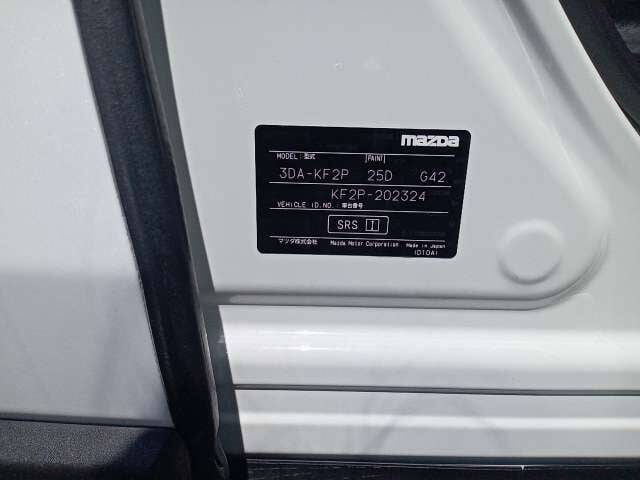 mazda
MODEL:型式 PAINT
3DA-KF2P 25D G42
KF2P-202324
VEHICLE ID.NO.:車台番号
SRS I
マツダ株式会社 Mazda Motor Corporation Made in Japan
(D10A)